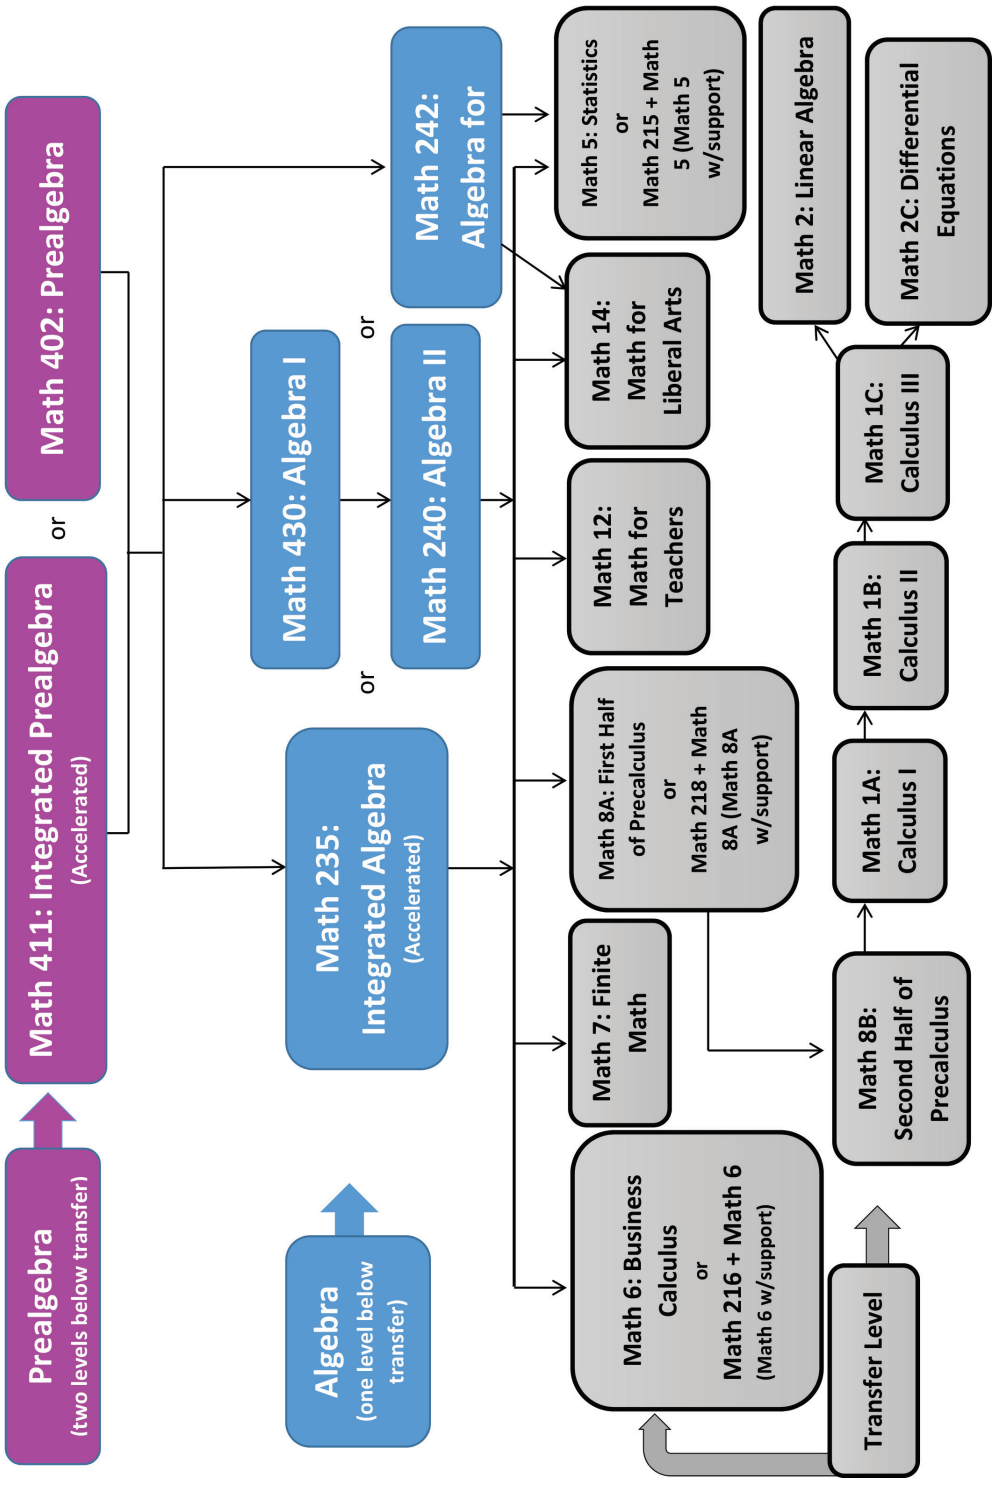 Prealgebra
(two levels below transfer)
Math 411: Integrated Prealgebra
(Accelerated)
or
Math 402: Prealgebra
Algebra
(one level below
transfer)
Math 235:
Integrated Algebra
(Accelerated)
or
Math 430: Algebra I
Math 240: Algebra II
or
Math 242:
Algebra for
Math 6: Business
Calculus
or
Math 216 + Math 6
(Math 6 w/support)
Math 7: Finite
Math
Math 8A: First Half
of Precalculus
or
Math 218 + Math
8A (Math 8A
w/support)
Math 12:
Math for
Teachers
Math 14:
Math for
Liberal Arts
Math 5: Statistics
or
Math 215 + Math
5 (Math 5
w/support)
Transfer Level
Math 8B:
Second Half of
Precalculus
Math 1A:
Calculus I
Math 1B:
Calculus II
Math 1C:
Calculus III
Math 2: Linear Algebra
Math 2C: Differential
Equations